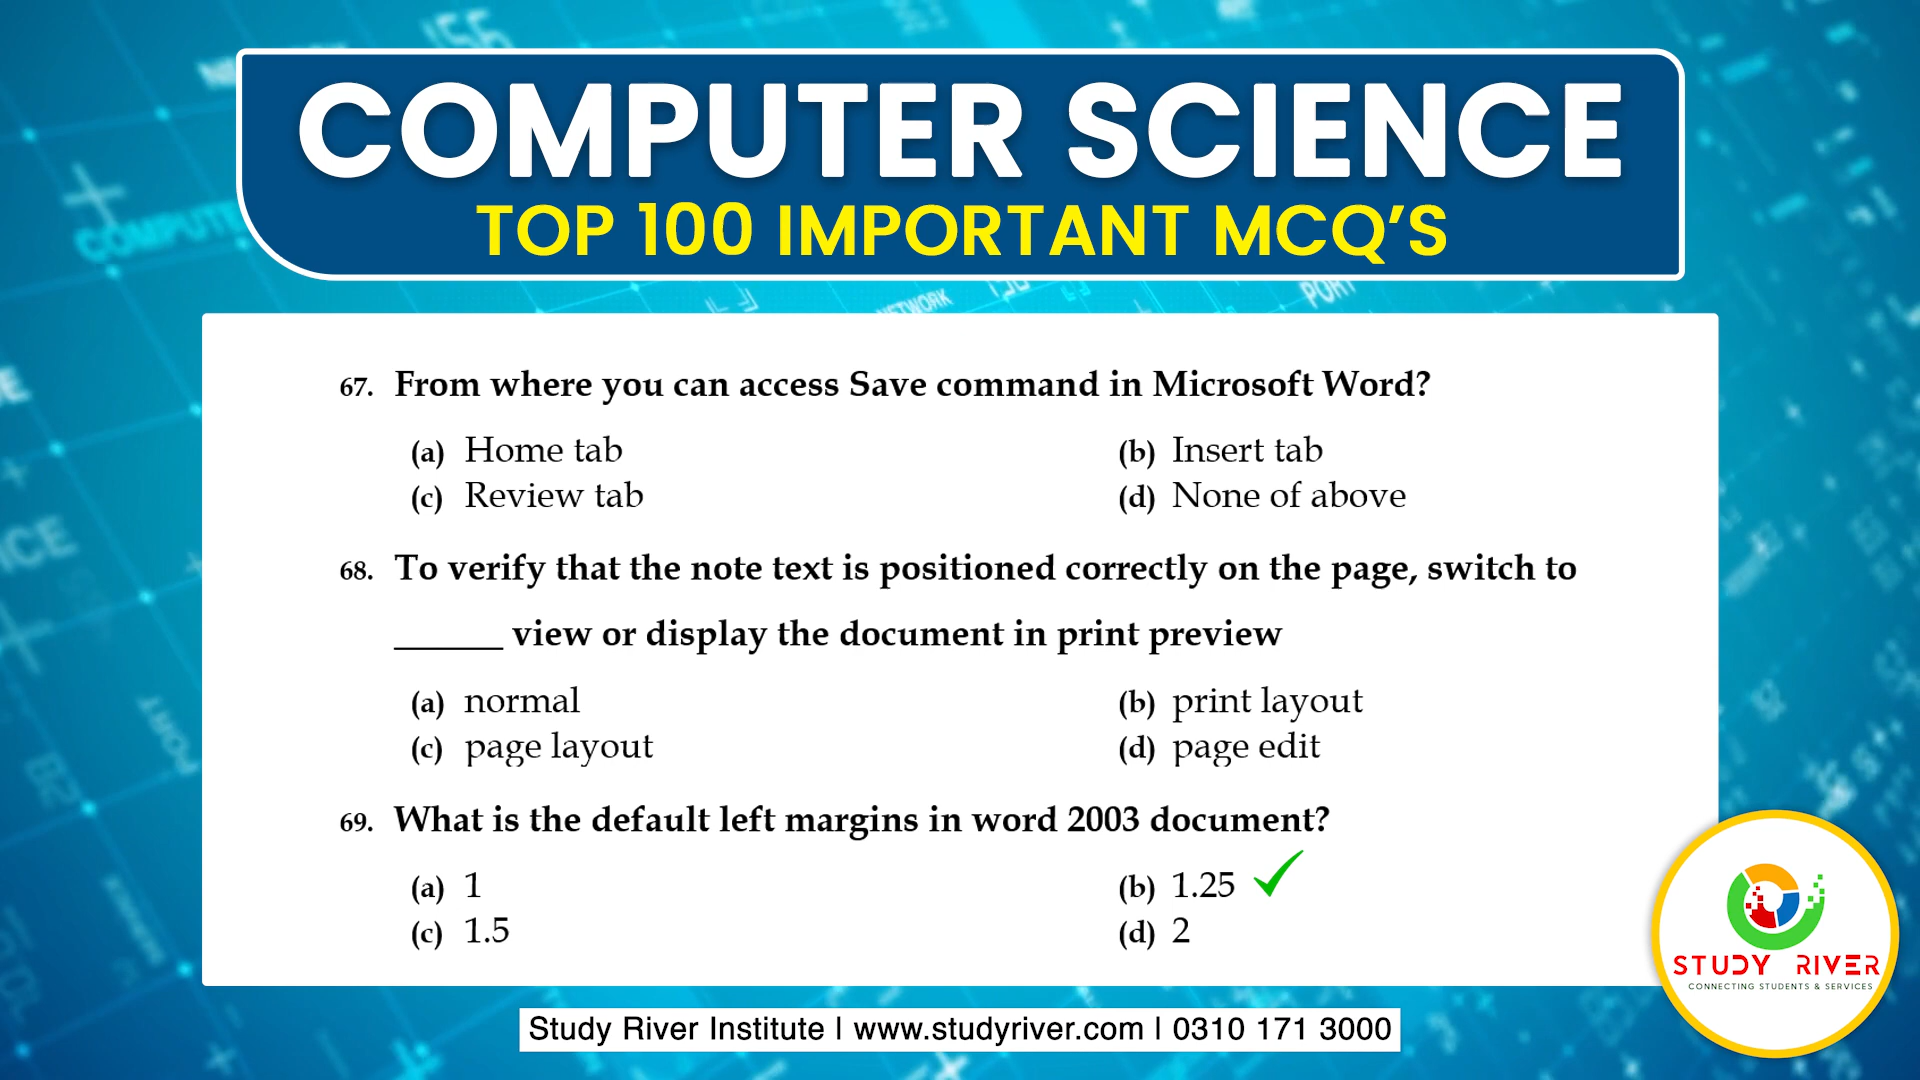 COMPUTER SCIENCE
TOP 100 IMPORTANT MCQ'S
NETWORK
PORT
COMPUTE
67. From where you can access Save command in Microsoft Word?
(a) Home tab (b) Insert tab
(c) Review tab (d) None of above
68. To verify that the note text is positioned correctly on the page, switch to
______ view or display the document in print preview
(a) normal (b) print layout
(c) page layout (d) page edit
69. What is the default left margins in word 2003 document?
(a) 1 (b) 1.25
(c) 1.5 (d) 2
PORT
STUDY RIVER
CONNECTING STUDENTS & SERVICES
Study River Institute | www.studyriver.com | 0310 171 3000